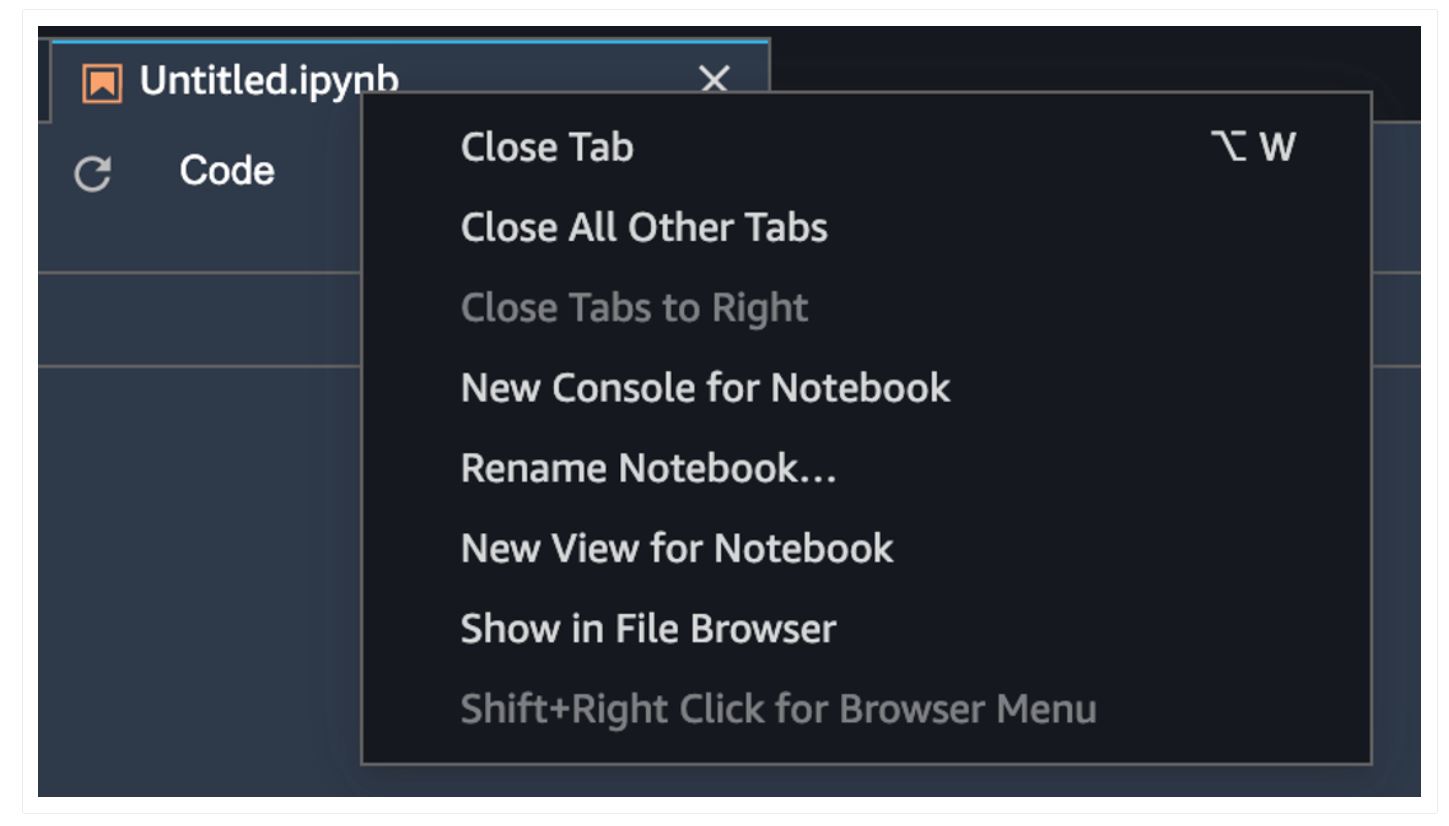 Untitled.ipynb
Code
Close Tab ⌥ W
Close All Other Tabs
Close Tabs to Right
New Console for Notebook
Rename Notebook…
New View for Notebook
Show in File Browser
Shift+Right Click for Browser Menu